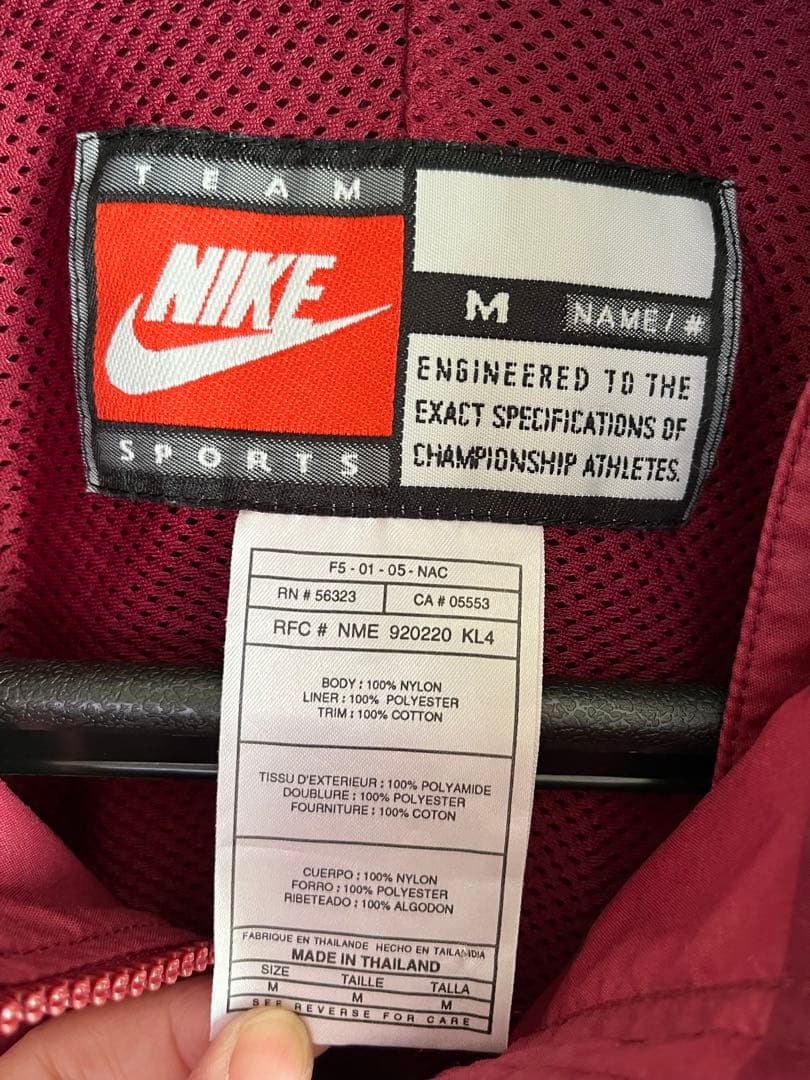 TEAM
NIKE
SPORTS
M NAME / #
ENGINEERED TO THE
EXACT SPECIFICATIONS OF
CHAMPIONSHIP ATHLETES.
F5 - 01 - 05 - NAC
RN # 56323 CA # 05553
RFC # NME 920220 KL4
BODY : 100% NYLON
LINER : 100% POLYESTER
TRIM : 100% COTTON
TISSU D'EXTERIEUR : 100% POLYAMIDE
DOUBLURE : 100% POLYESTER
FOURNITURE : 100% COTON
CUERPO : 100% NYLON
FORRO : 100% POLYESTER
RIBETEADO : 100% ALGODON
FABRIQUE EN THAILANDE HECHO EN TAILANDIA
MADE IN THAILAND
SIZE TAILLE TALLA
M M M
SEE REVERSE FOR CARE